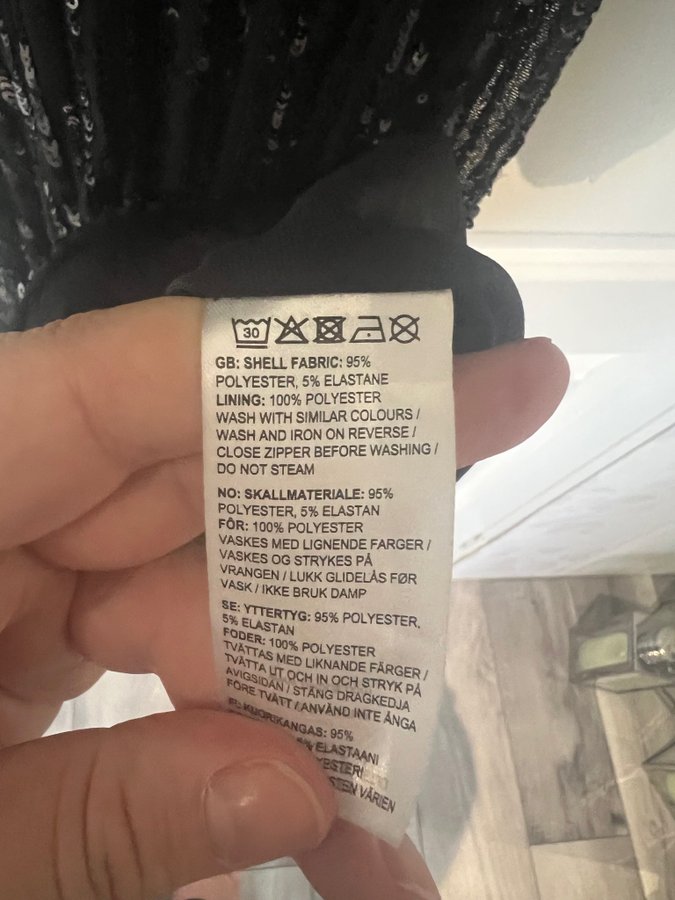 30
GB: SHELL FABRIC: 95%
POLYESTER, 5% ELASTANE
LINING: 100% POLYESTER
WASH WITH SIMILAR COLOURS /
WASH AND IRON ON REVERSE /
CLOSE ZIPPER BEFORE WASHING /
DO NOT STEAM
NO: SKALLMATERIALE: 95%
POLYESTER, 5% ELASTAN
FÔR: 100% POLYESTER
VASKES MED LIGNENDE FARGER /
VASKES OG STRYKES PÅ
VRANGEN / LUKK GLIDELÅS FØR
VASK / IKKE BRUK DAMP
SE: YTTERTYG: 95% POLYESTER,
5% ELASTAN
FODER: 100% POLYESTER
TVÄTTAS MED LIKNANDE FÄRGER /
TVÄTTA UT OCH IN OCH STRYK PÅ
AVIGSIDAN / STÄNG DRAGKEDJA
FÖRE TVÄTT / ANVÄND INTE ÅNGA
KUORIKANGAS: 95%
ELASTAANI
VÄRIEN